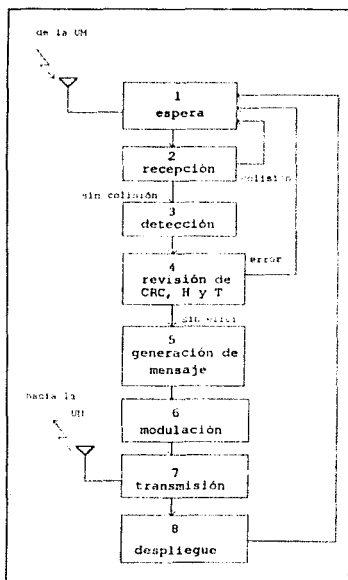 de la UM
1
espera
2
recepción
colisión
sin colisión
3
detección
4
revisión de
CRC, H y T
error
sin error
5
generación de
mensaje
hacia la
UM
6
modulación
7
transmisión
8
despliegue